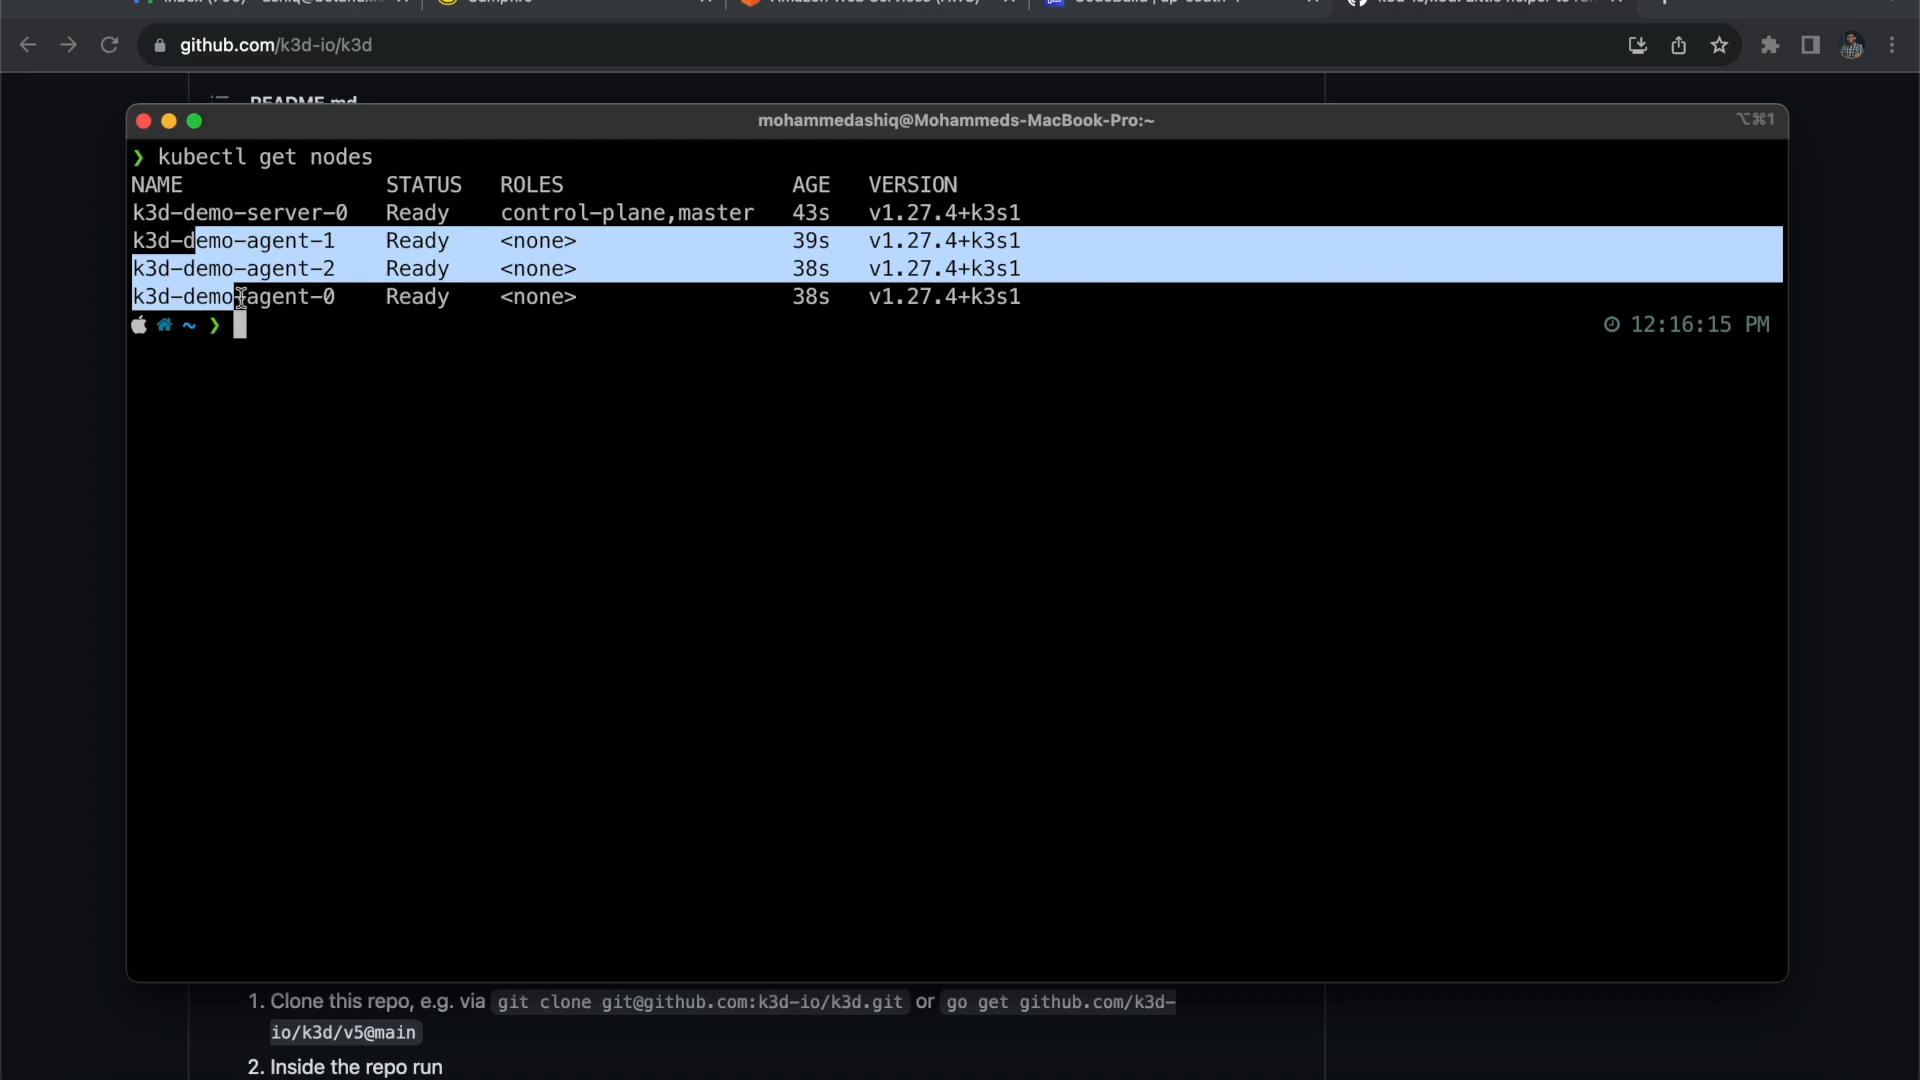 github.com/k3d-io/k3d
README.md
mohammedashiq@Mohammeds-MacBook-Pro:~
⌥⌘1
❯ kubectl get nodes
NAME STATUS ROLES AGE VERSION
k3d-demo-server-0 Ready control-plane,master 43s v1.27.4+k3s1
k3d-demo-agent-1 Ready <none> 39s v1.27.4+k3s1
k3d-demo-agent-2 Ready <none> 38s v1.27.4+k3s1
k3d-demo-agent-0 Ready <none> 38s v1.27.4+k3s1
~ ❯ 12:16:15 PM
1. Clone this repo, e.g. via git clone git@github.com:k3d-io/k3d.git or go get github.com/k3d-
io/k3d/v5@main
2. Inside the repo run